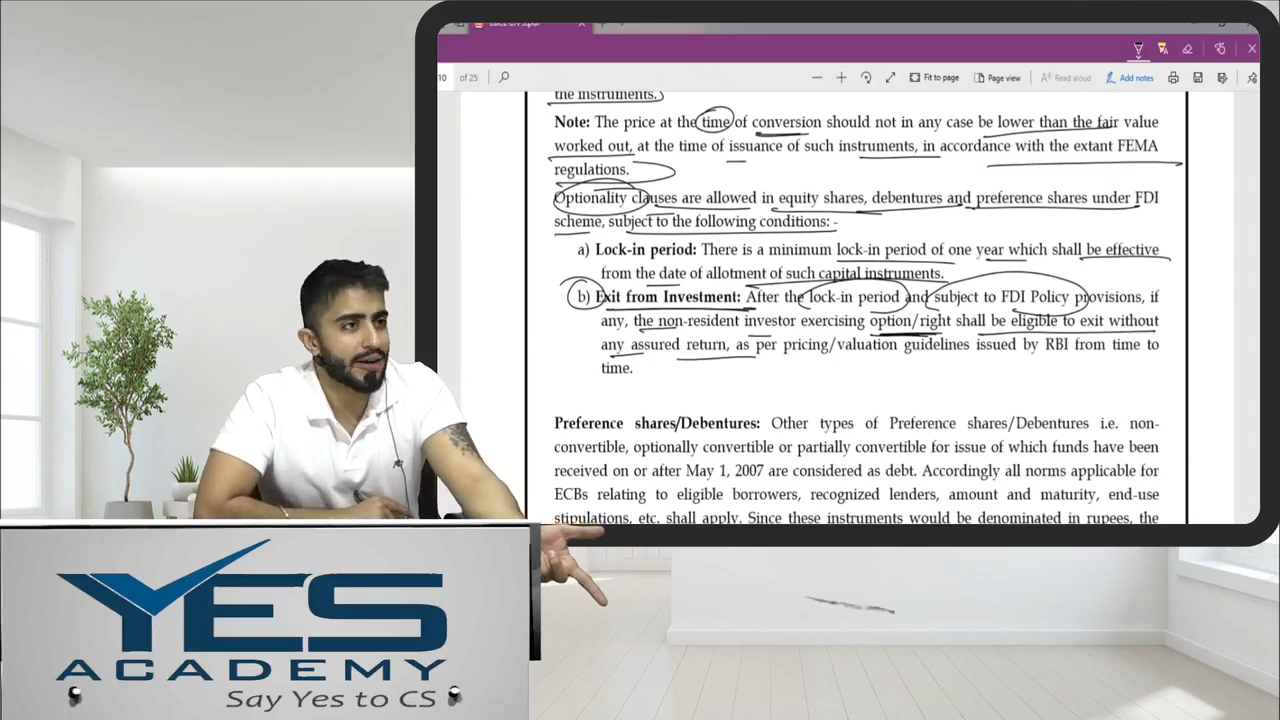 10 of 25
Fit to page
Page view
Read aloud
Add notes
the instruments.
Note: The price at the time of conversion should not in any case be lower than the fair value
worked out, at the time of issuance of such instruments, in accordance with the extant FEMA
regulations.
Optionality clauses are allowed in equity shares, debentures and preference shares under FDI
scheme, subject to the following conditions: -
a) Lock-in period: There is a minimum lock-in period of one year which shall be effective
from the date of allotment of such capital instruments.
b) Exit from Investment: After the lock-in period and subject to FDI Policy provisions, if
any, the non-resident investor exercising option/right shall be eligible to exit without
any assured return, as per pricing/valuation guidelines issued by RBI from time to
time.
Preference shares/Debentures: Other types of Preference shares/Debentures i.e. non-
convertible, optionally convertible or partially convertible for issue of which funds have been
received on or after May 1, 2007 are considered as debt. Accordingly all norms applicable for
ECBs relating to eligible borrowers, recognized lenders, amount and maturity, end-use
stipulations, etc. shall apply. Since these instruments would be denominated in rupees, the
YES
ACADEMY
Say Yes to CS